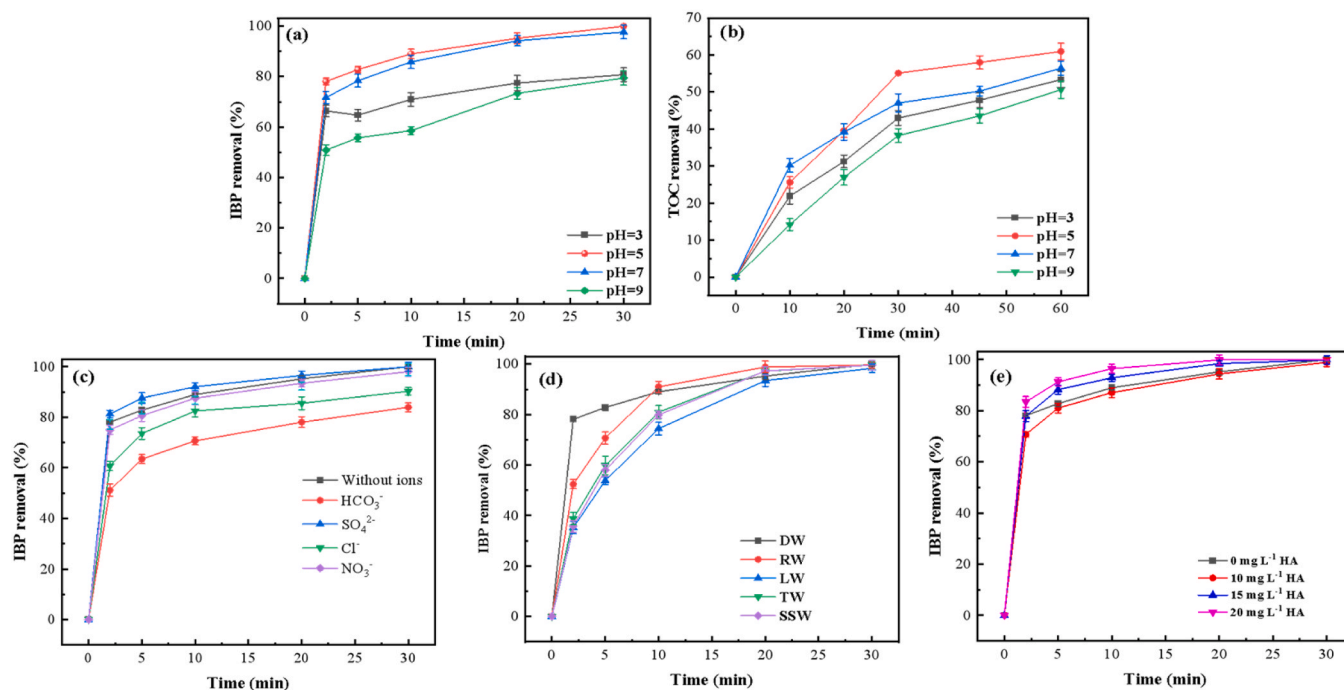 (a)
IBP removal (%)
100
80
60
40
20
0
pH=3
pH=5
pH=7
pH=9
0 5 10 15 20 25 30
Time (min)
(b)
TOC removal (%)
70
60
50
40
30
20
10
0
pH=3
pH=5
pH=7
pH=9
0 10 20 30 40 50 60
Time (min)
(c)
IBP removal (%)
100
80
60
40
20
0
Without ions
HCO₃⁻
SO₄²⁻
Cl⁻
NO₃⁻
0 5 10 15 20 25 30
Time (min)
(d)
IBP removal (%)
100
80
60
40
20
0
DW
RW
LW
TW
SSW
0 5 10 15 20 25 30
Time (min)
(e)
IBP removal (%)
100
80
60
40
20
0
0 mg L⁻¹ HA
10 mg L⁻¹ HA
15 mg L⁻¹ HA
20 mg L⁻¹ HA
0 5 10 15 20 25 30
Time (min)